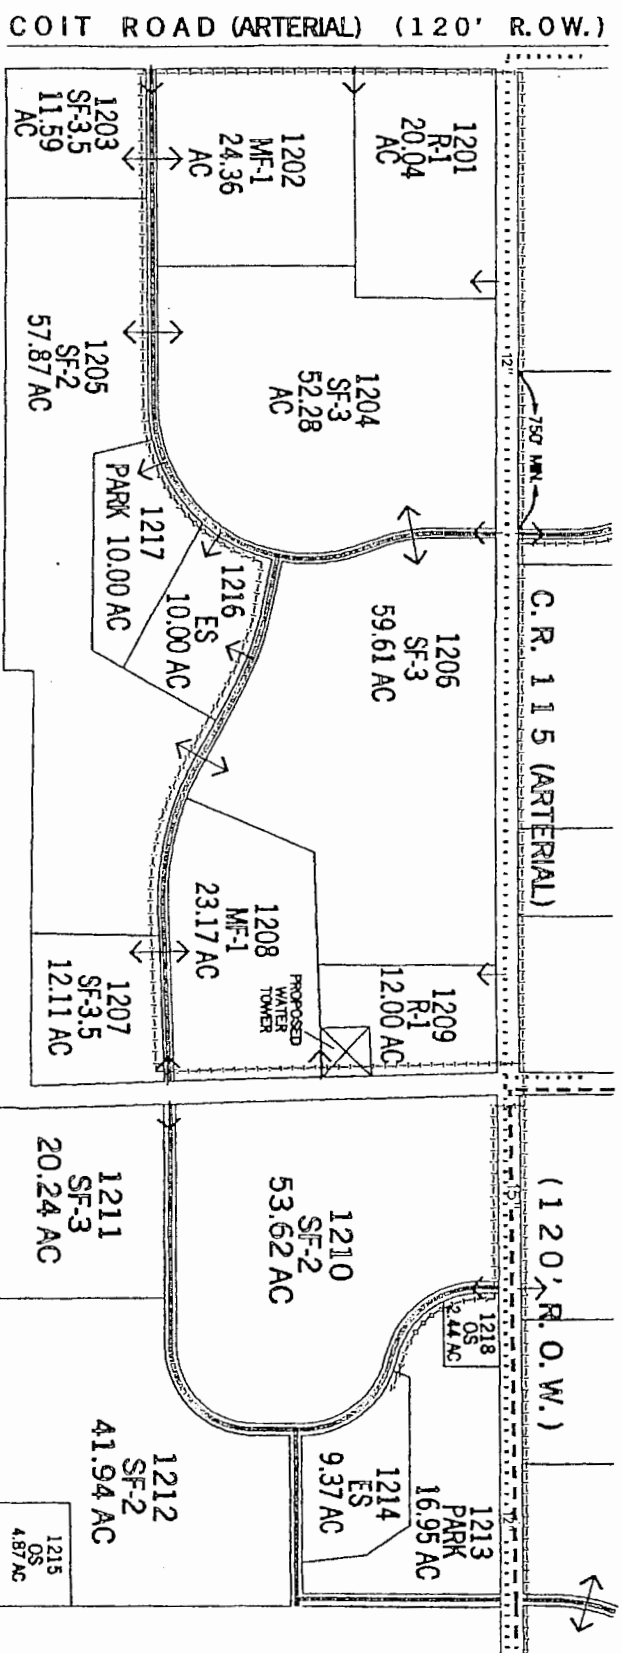 COIT ROAD (ARTERIAL) (120' R.O.W.)
1203
SF-3.5
11.59
AC
1202
MF-1
24.36
AC
1201
R-1
20.04
AC
1205
SF-2
57.87 AC
1204
SF-3
52.28
AC
12"
750' MIN.
1217
PARK 10.00 AC
1216
ES
10.00 AC
1206
SF-3
59.61 AC
C.R. 115 (ARTERIAL)
(120' R.O.W.)
1208
MF-1
23.17 AC
1207
SF-3.5
12.11 AC
1209
R-1
12.00 AC
PROPOSED
WATER
TOWER
1211
SF-3
20.24 AC
1210
SF-2
53.62 AC
1218
OS
2.44 AC
1212
SF-2
41.94 AC
1214
ES
9.37 AC
1213
PARK
16.95 AC
1215
OS
4.87 AC